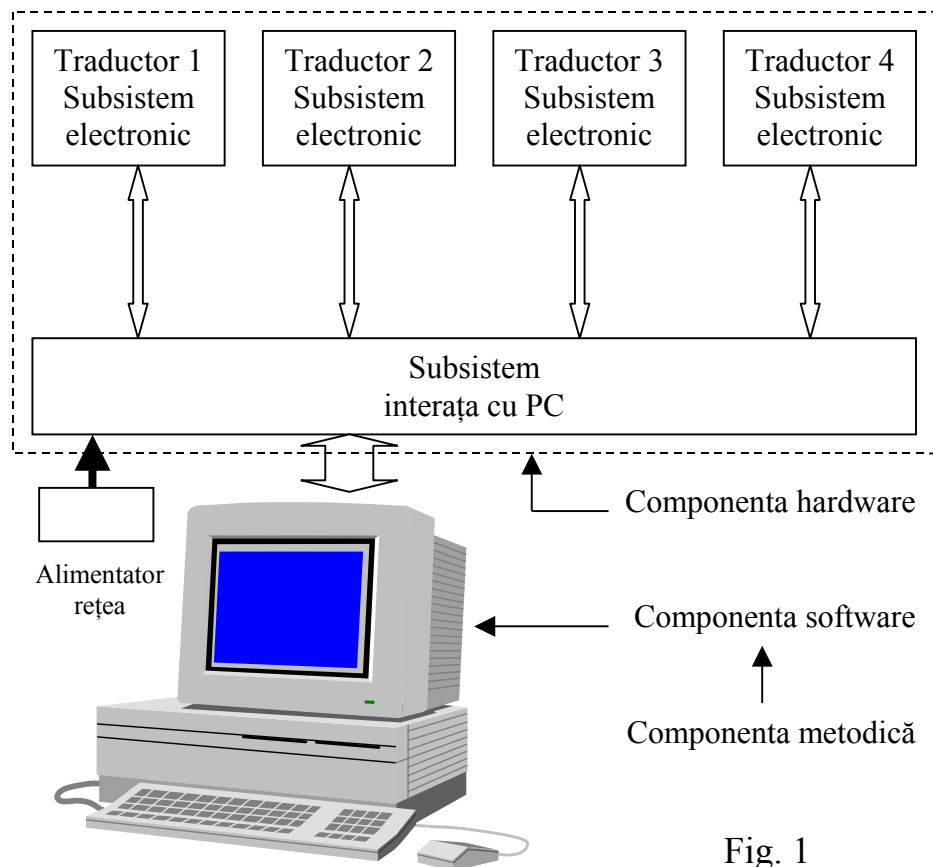 Traductor 1
Subsistem
electronic
Traductor 2
Subsistem
electronic
Traductor 3
Subsistem
electronic
Traductor 4
Subsistem
electronic
Subsistem
interața cu PC
Componenta hardware
Alimentator
rețea
Componenta software
Componenta metodică
Fig. 1